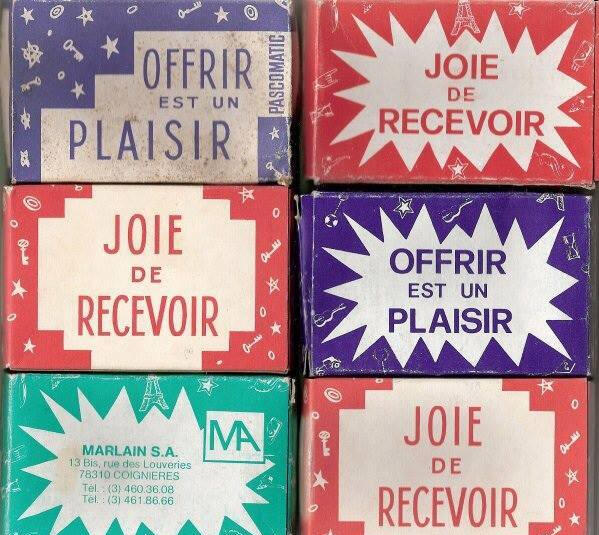 OFFRIR
EST UN
PLAISIR
PASCOMATIC
JOIE
DE
RECEVOIR
JOIE
DE
RECEVOIR
OFFRIR
EST UN
PLAISIR
MA
MARLAIN S.A.
13 Bis, rue des Louveries
78310 COIGNIERES
Tél. : (3) 460.36.08
Tél. : (3) 461.86.66
JOIE
DE
RECEVOIR